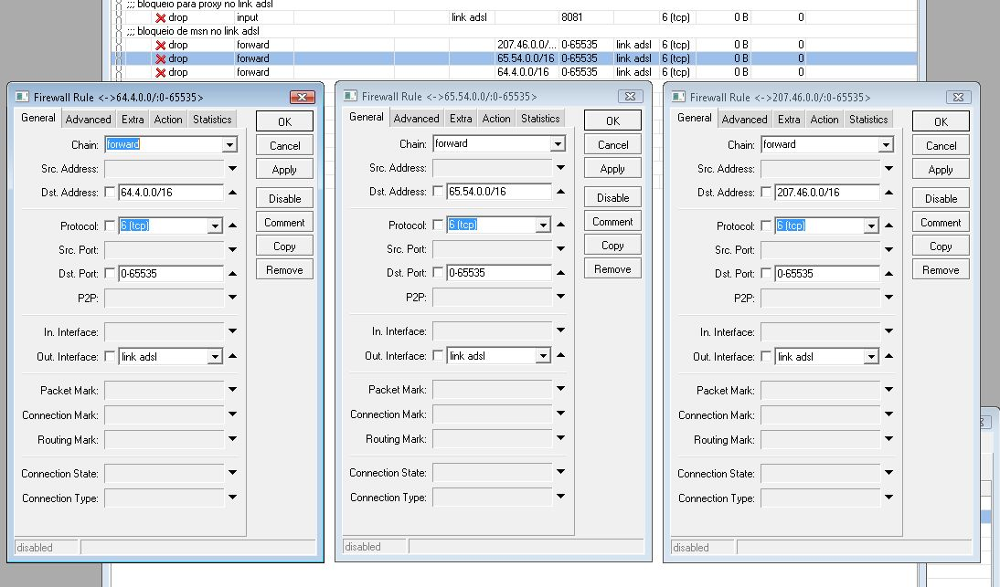 ;;; bloqueio para proxy no link adsl
drop input link adsl 8081 6 (tcp) 0 B 0
;;; bloqueio de msn no link adsl
drop forward 207.46.0.0/... 0-65535 link adsl 6 (tcp) 0 B 0
drop forward 65.54.0.0/16 0-65535 link adsl 6 (tcp) 0 B 0
drop forward 64.4.0.0/16 0-65535 link adsl 6 (tcp) 0 B 0
Firewall Rule <->64.4.0.0/:0-65535>
General Advanced Extra Action Statistics
OK
Chain: forward
Cancel
Src. Address:
Apply
Dst. Address: 64.4.0.0/16
Disable
Protocol: 6 (tcp)
Comment
Src. Port:
Copy
Dst. Port: 0-65535
Remove
P2P:
In. Interface:
Out. Interface: link adsl
Packet Mark:
Connection Mark:
Routing Mark:
Connection State:
Connection Type:
disabled
Firewall Rule <->65.54.0.0/:0-65535>
General Advanced Extra Action Statistics
OK
Chain: forward
Cancel
Src. Address:
Apply
Dst. Address: 65.54.0.0/16
Disable
Protocol: 6 (tcp)
Comment
Src. Port:
Copy
Dst. Port: 0-65535
Remove
P2P:
In. Interface:
Out. Interface: link adsl
Packet Mark:
Connection Mark:
Routing Mark:
Connection State:
Connection Type:
disabled
Firewall Rule <->207.46.0.0/:0-65535>
General Advanced Extra Action Statistics
OK
Chain: forward
Cancel
Src. Address:
Apply
Dst. Address: 207.46.0.0/16
Disable
Protocol: 6 (tcp)
Comment
Src. Port:
Copy
Dst. Port: 0-65535
Remove
P2P:
In. Interface:
Out. Interface: link adsl
Packet Mark:
Connection Mark:
Routing Mark:
Connection State:
Connection Type:
disabled